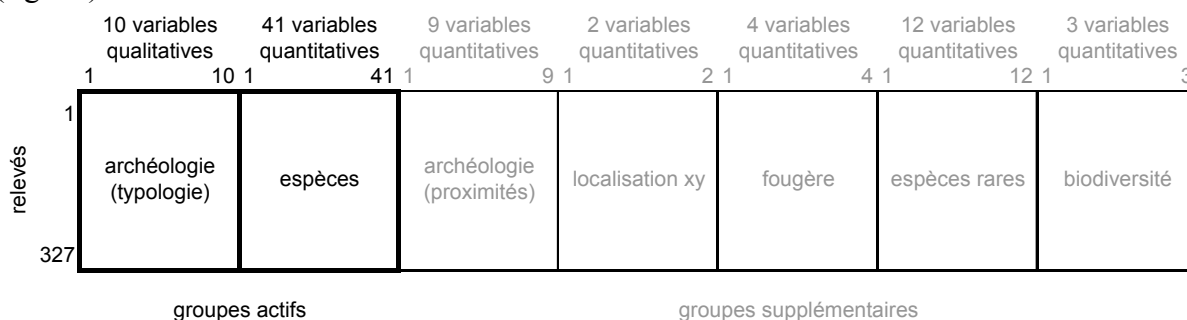 10 variables qualitatives
41 variables quantitatives
9 variables quantitatives
2 variables quantitatives
4 variables quantitatives
12 variables quantitatives
3 variables quantitatives
1 10 1 41 1 9 1 2 1 4 1 12 1 3
1
relevés
327
archéologie (typologie)
espèces
archéologie (proximités)
localisation xy
fougère
espèces rares
biodiversité
groupes actifs
groupes supplémentaires